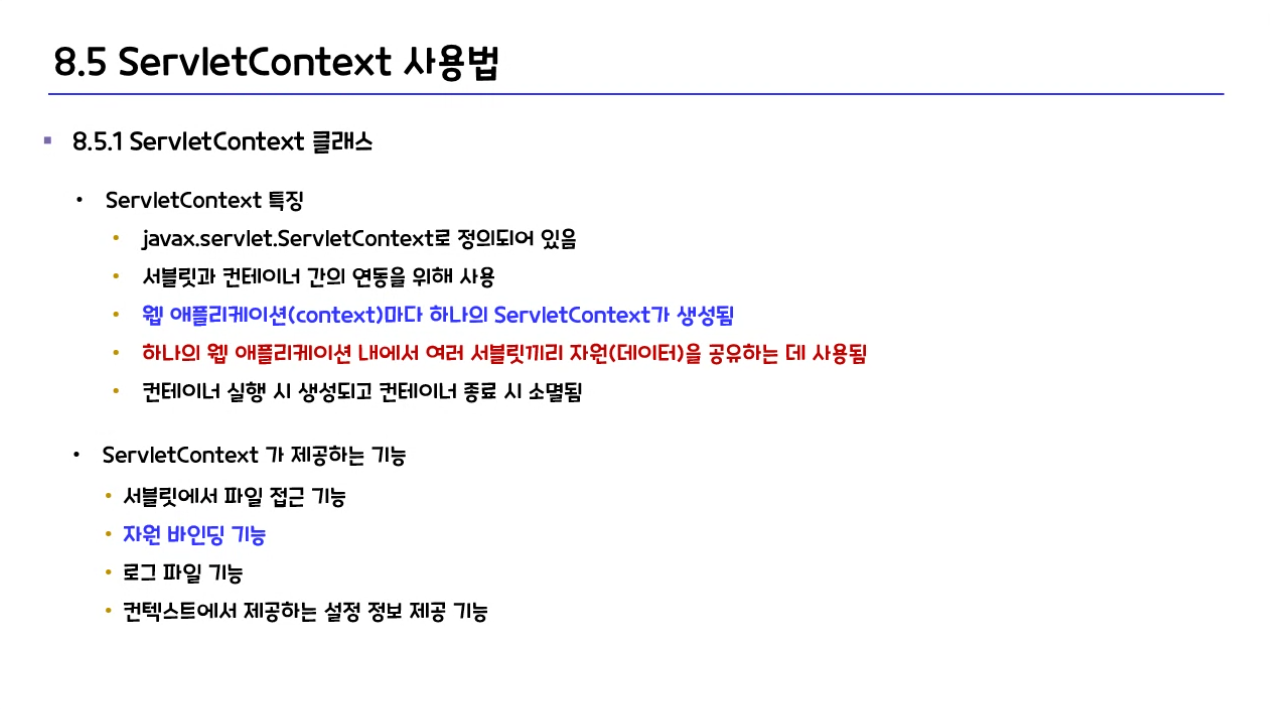 8.5 ServletContext 사용법
▪ 8.5.1 ServletContext 클래스
• ServletContext 특징
• javax.servlet.ServletContext로 정의되어 있음
• 서블릿과 컨테이너 간의 연동을 위해 사용
• 웹 애플리케이션(context)마다 하나의 ServletContext가 생성됨
• 하나의 웹 애플리케이션 내에서 여러 서블릿끼리 자원(데이터)을 공유하는 데 사용됨
• 컨테이너 실행 시 생성되고 컨테이너 종료 시 소멸됨
• ServletContext 가 제공하는 기능
• 서블릿에서 파일 접근 기능
• 자원 바인딩 기능
• 로그 파일 기능
• 컨텍스트에서 제공하는 설정 정보 제공 기능